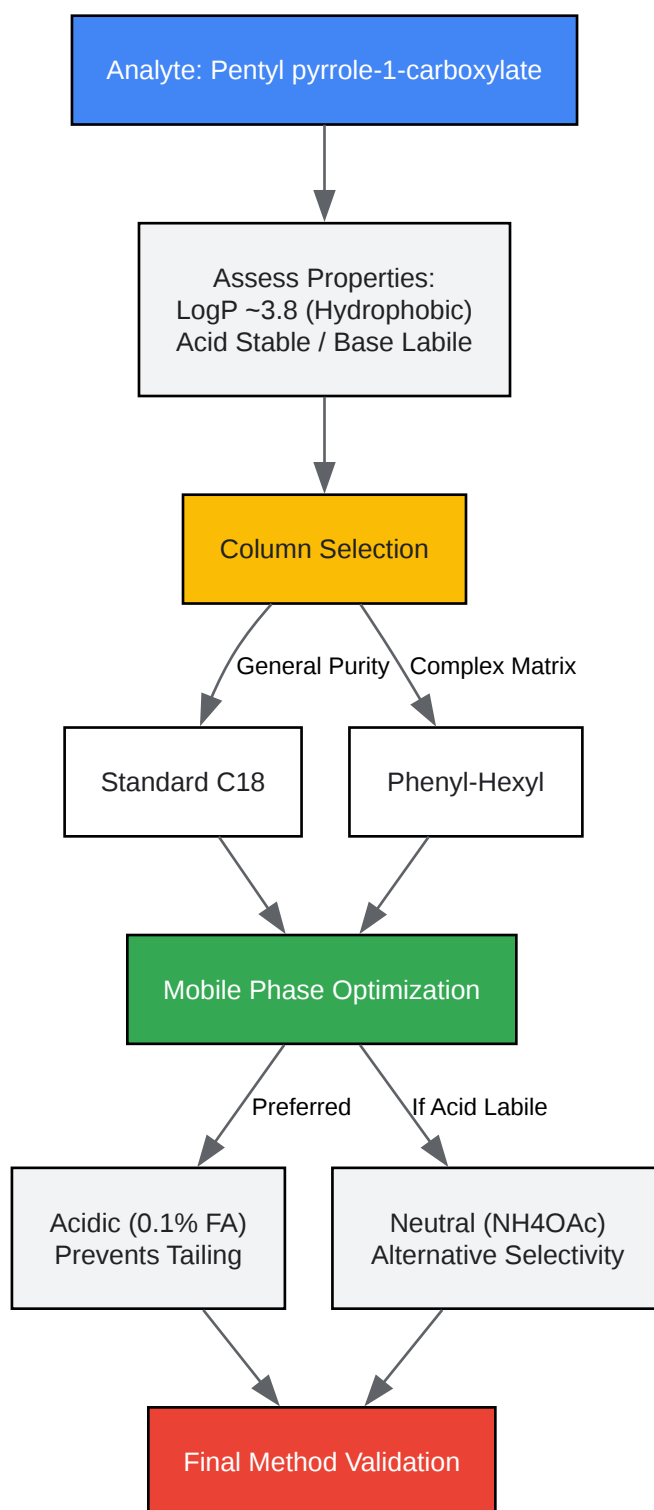 Analyte: Pentyl pyrrole-1-carboxylate
Assess Properties:
LogP ~3.8 (Hydrophobic)
Acid Stable / Base Labile
Column Selection
General Purity
Complex Matrix
Standard C18
Phenyl-Hexyl
Mobile Phase Optimization
Preferred
If Acid Labile
Acidic (0.1% FA)
Prevents Tailing
Neutral (NH4OAc)
Alternative Selectivity
Final Method Validation